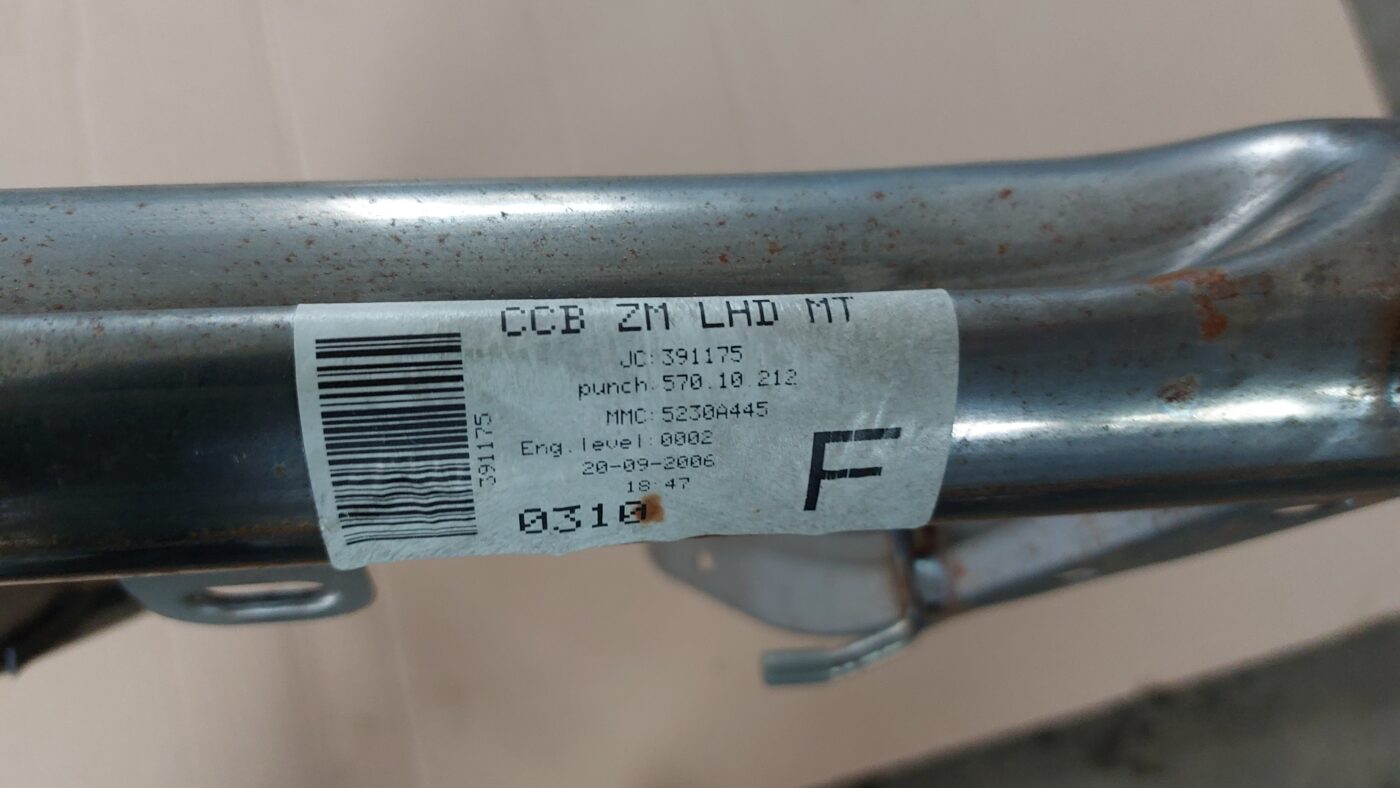 CCB ZM LHD MT
JC:391175
punch:570.10.212
MMC:5230A445
Eng.level:0002
20-09-2006
18:47
0310
F
391175